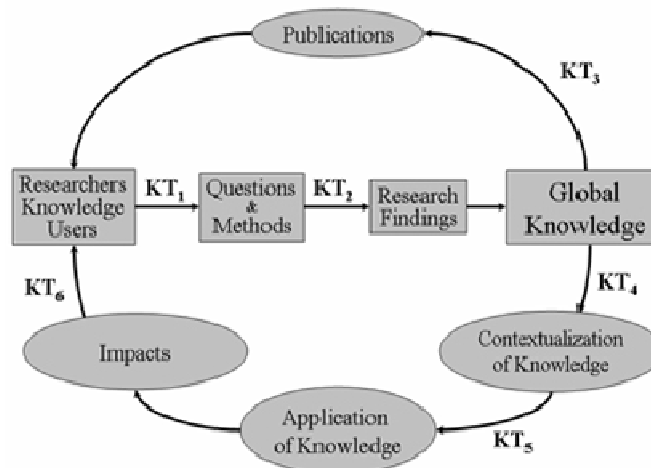 Publications
KT₃
Researchers
Knowledge
Users
KT₁
Questions
&
Methods
KT₂
Research
Findings
Global
Knowledge
KT₆
KT₄
Impacts
Contextualization
of Knowledge
Application
of Knowledge
KT₅